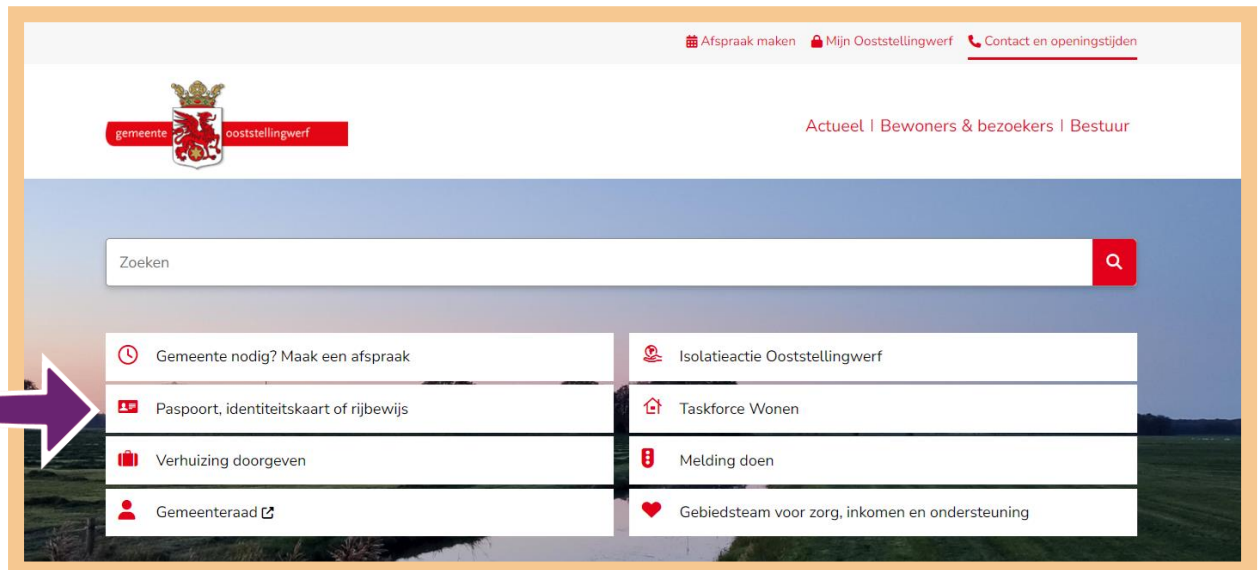 Afspraak maken Mijn Ooststellingwerf Contact en openingstijden
gemeente ooststellingwerf
Actueel | Bewoners & bezoekers | Bestuur
Zoeken
Gemeente nodig? Maak een afspraak
Isolatieactie Ooststellingwerf
Paspoort, identiteitskaart of rijbewijs
Taskforce Wonen
Verhuizing doorgeven
Melding doen
Gemeenteraad
Gebiedsteam voor zorg, inkomen en ondersteuning